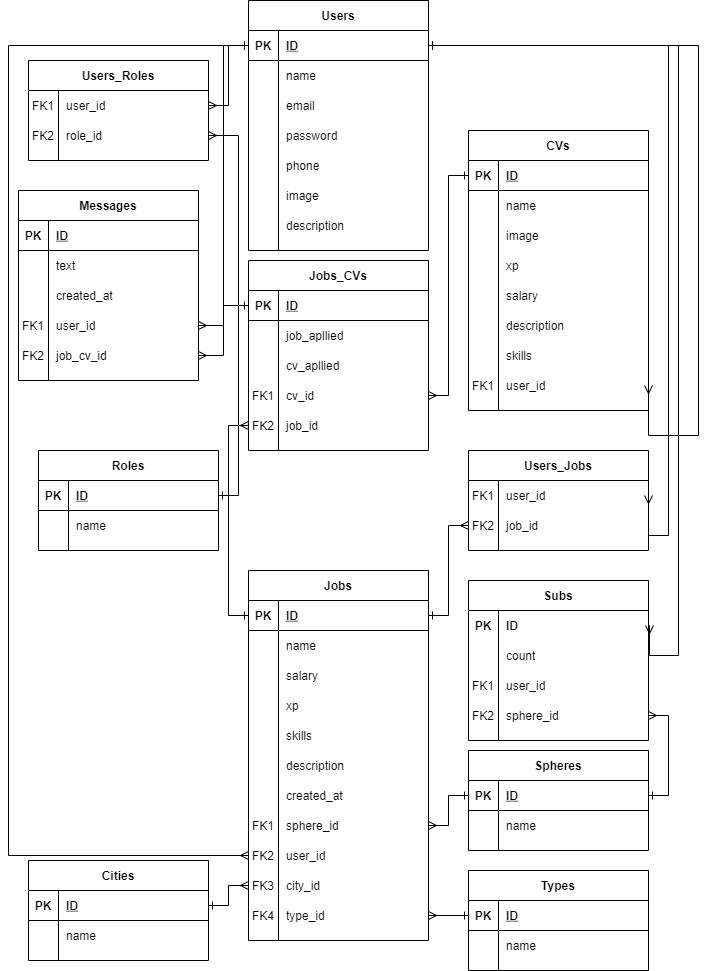 Users
PK ID
name
email
password
phone
image
description
Users_Roles
FK1 user_id
FK2 role_id
CVs
PK ID
name
image
xp
salary
description
skills
FK1 user_id
Messages
PK ID
text
created_at
FK1 user_id
FK2 job_cv_id
Jobs_CVs
PK ID
job_apllied
cv_apllied
FK1 cv_id
FK2 job_id
Roles
PK ID
name
Users_Jobs
FK1 user_id
FK2 job_id
Jobs
PK ID
name
salary
xp
skills
description
created_at
FK1 sphere_id
FK2 user_id
FK3 city_id
FK4 type_id
Subs
PK ID
count
FK1 user_id
FK2 sphere_id
Spheres
PK ID
name
Cities
PK ID
name
Types
PK ID
name